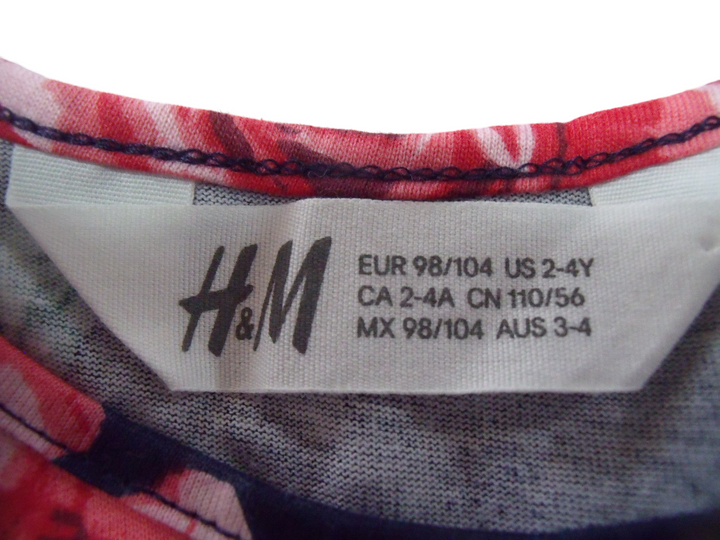 H&M
EUR 98/104 US 2-4Y
CA 2-4A CN 110/56
MX 98/104 AUS 3-4